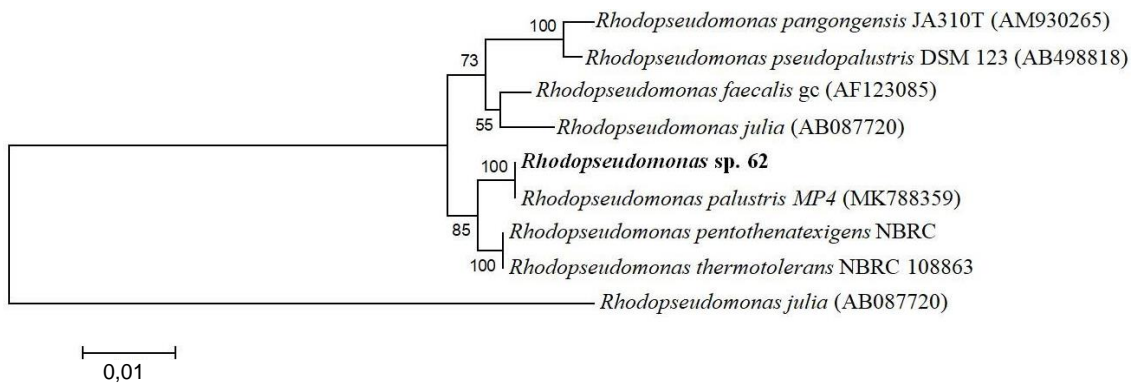 100
Rhodopseudomonas pangongensis JA310T (AM930265)
73
Rhodopseudomonas pseudopalustris DSM 123 (AB498818)
Rhodopseudomonas faecalis gc (AF123085)
55
Rhodopseudomonas julia (AB087720)
100
Rhodopseudomonas sp. 62
Rhodopseudomonas palustris MP4 (MK788359)
85
Rhodopseudomonas pentothenatexigens NBRC
100
Rhodopseudomonas thermotolerans NBRC 108863
Rhodopseudomonas julia (AB087720)
0,01